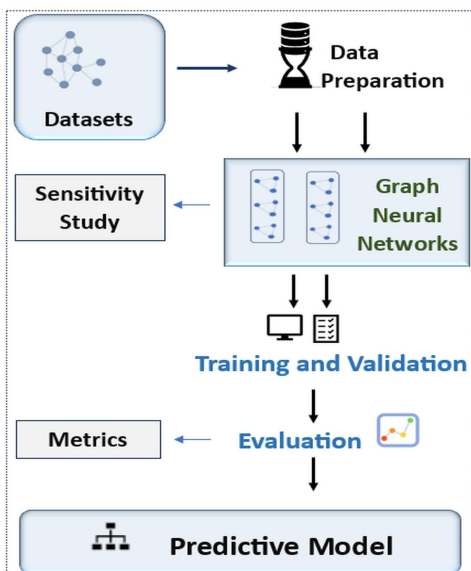 Datasets
Data
Preparation
Sensitivity
Study
Graph
Neural
Networks
Training and Validation
Metrics
Evaluation
Predictive Model